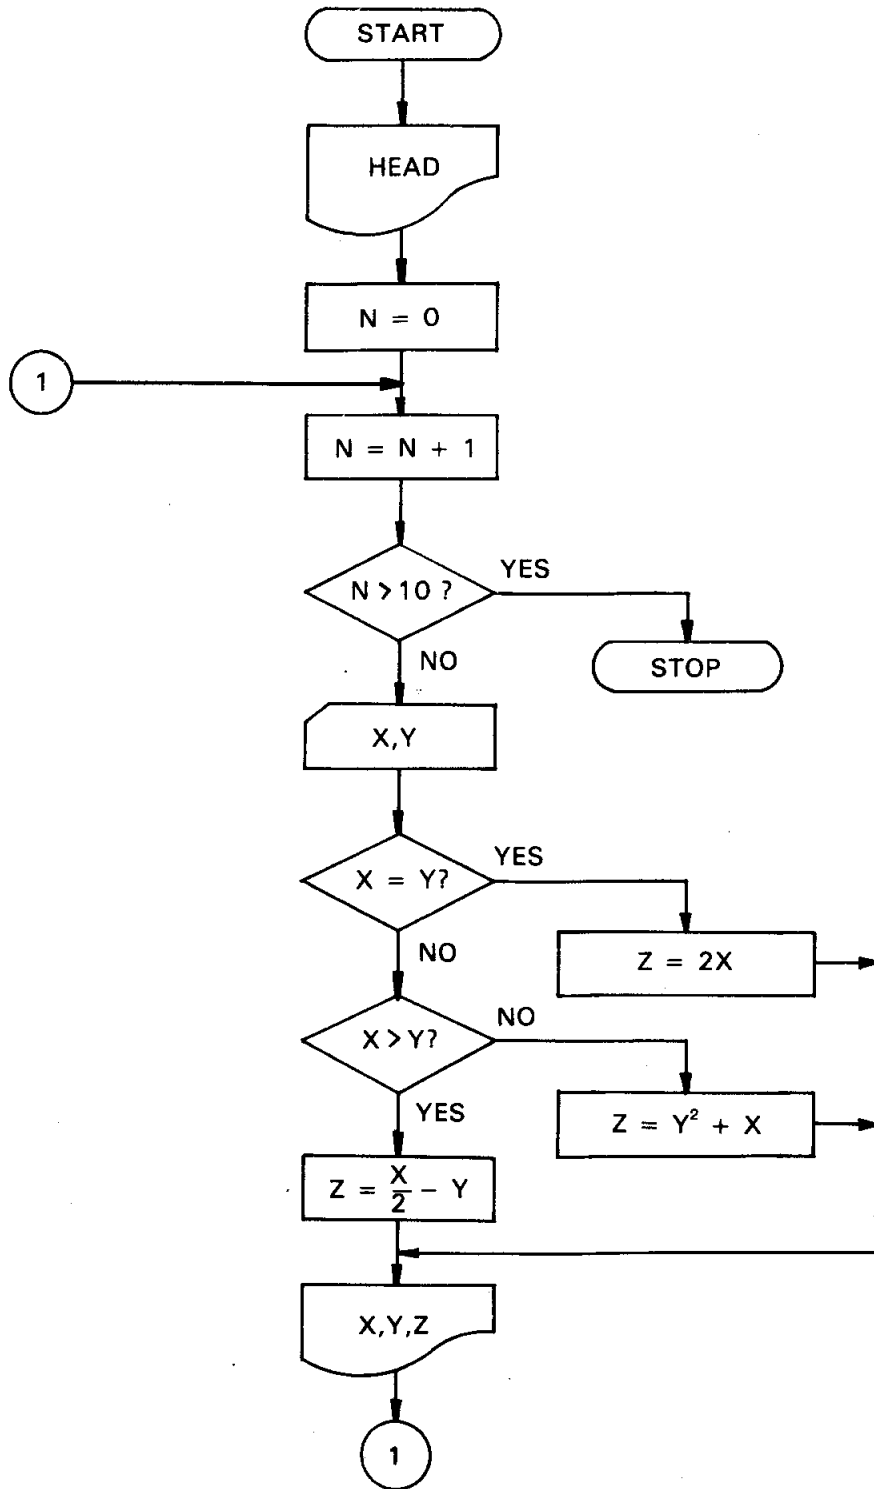 START
HEAD
N = 0
1
N = N + 1
N > 10 ?
YES
STOP
NO
X,Y
X = Y?
YES
Z = 2X
NO
X > Y?
NO
Z = Y² + X
YES
Z = X/2 - Y
X,Y,Z
1